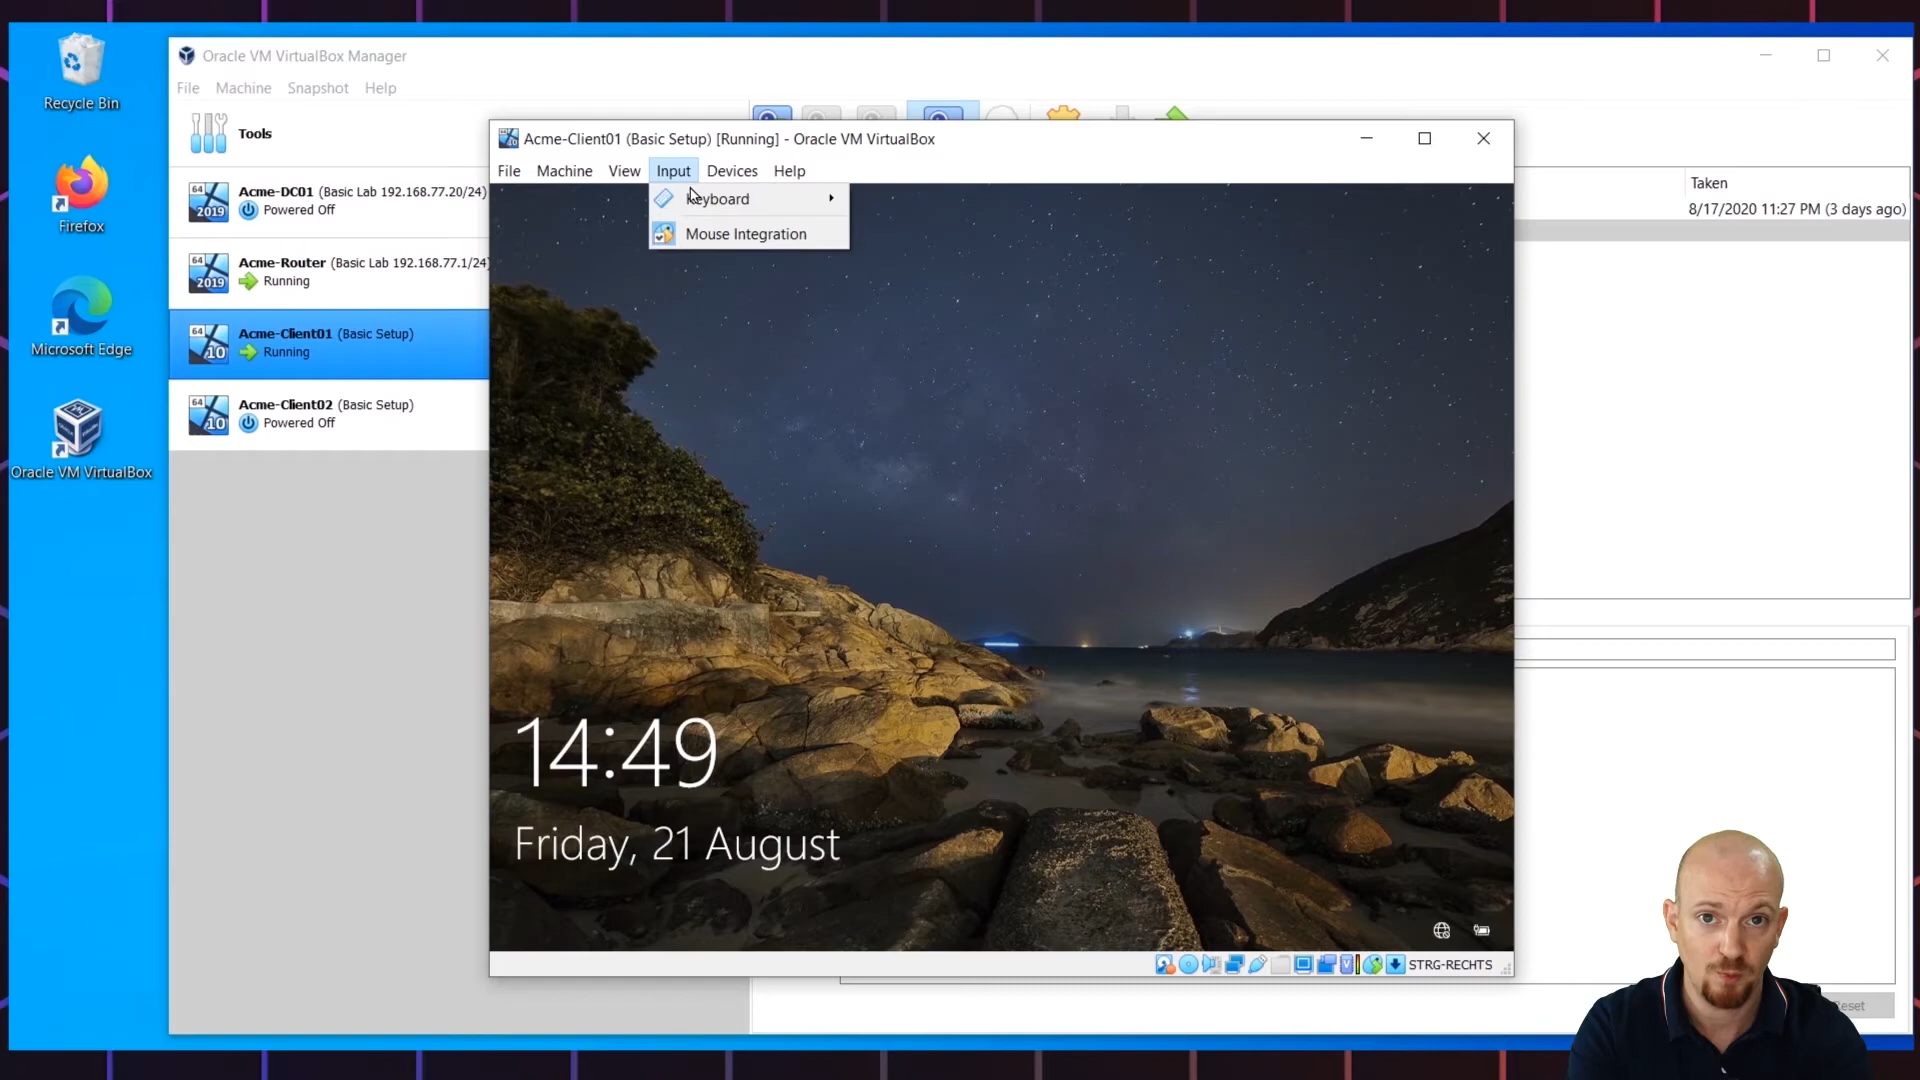 Recycle Bin
Firefox
Microsoft Edge
Oracle VM VirtualBox
Oracle VM VirtualBox Manager
File Machine Snapshot Help
Tools
64
2019
Acme-DC01 (Basic Lab 192.168.77.20/24)
Powered Off
64
2019
Acme-Router (Basic Lab 192.168.77.1/24)
Running
64
10
Acme-Client01 (Basic Setup)
Running
64
10
Acme-Client02 (Basic Setup)
Powered Off
Acme-Client01 (Basic Setup) [Running] - Oracle VM VirtualBox
File Machine View Input Devices Help
Keyboard
Mouse Integration
14:49
Friday, 21 August
STRG-RECHTS
Taken
8/17/2020 11:27 PM (3 days ago)